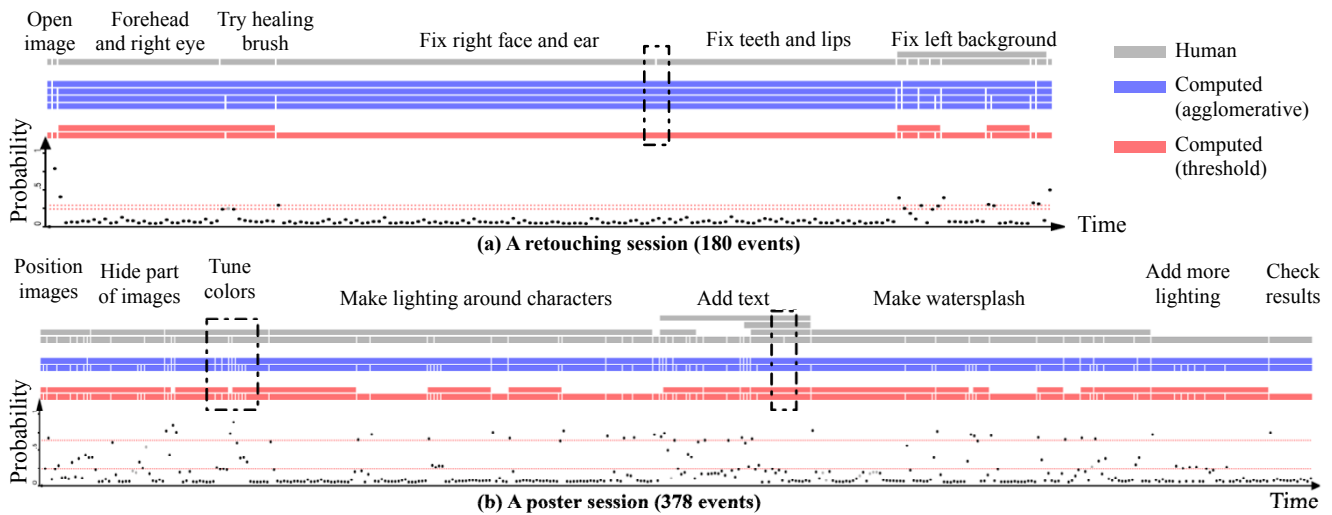 Open
image
Forehead
and right eye
Try healing
brush
Fix right face and ear
Fix teeth and lips
Fix left background
Human
Computed
(agglomerative)
Computed
(threshold)
Probability
1
.5
0
Time
(a) A retouching session (180 events)
Position
images
Hide part
of images
Tune
colors
Make lighting around characters
Add text
Make watersplash
Add more
lighting
Check
results
Probability
1
.5
0
(b) A poster session (378 events)
Time